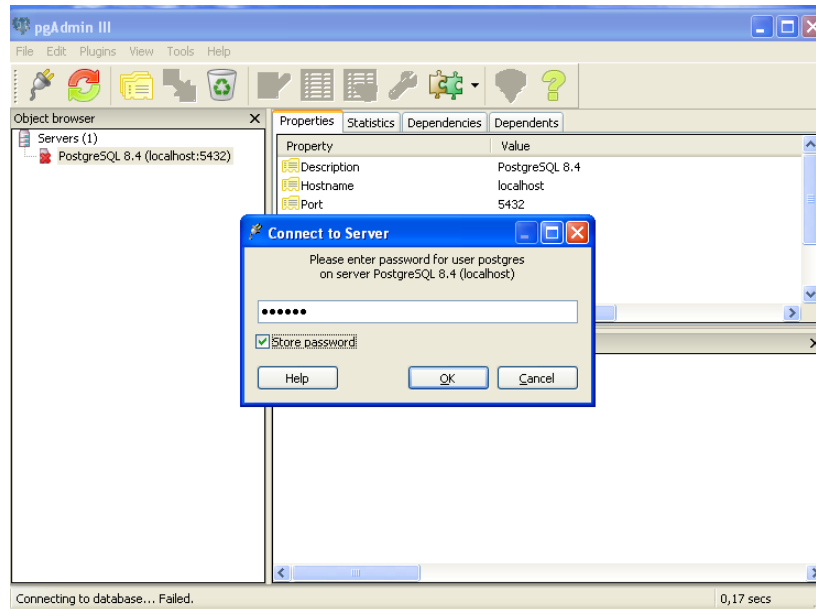 pgAdmin III
File Edit Plugins View Tools Help
Object browser X
Servers (1)
PostgreSQL 8.4 (localhost:5432)
Properties Statistics Dependencies Dependents
Property Value
Description PostgreSQL 8.4
Hostname localhost
Port 5432
Connect to Server
Please enter password for user postgres
on server PostgreSQL 8.4 (localhost)
••••••
Store password
Help OK Cancel
Connecting to database... Failed. 0,17 secs